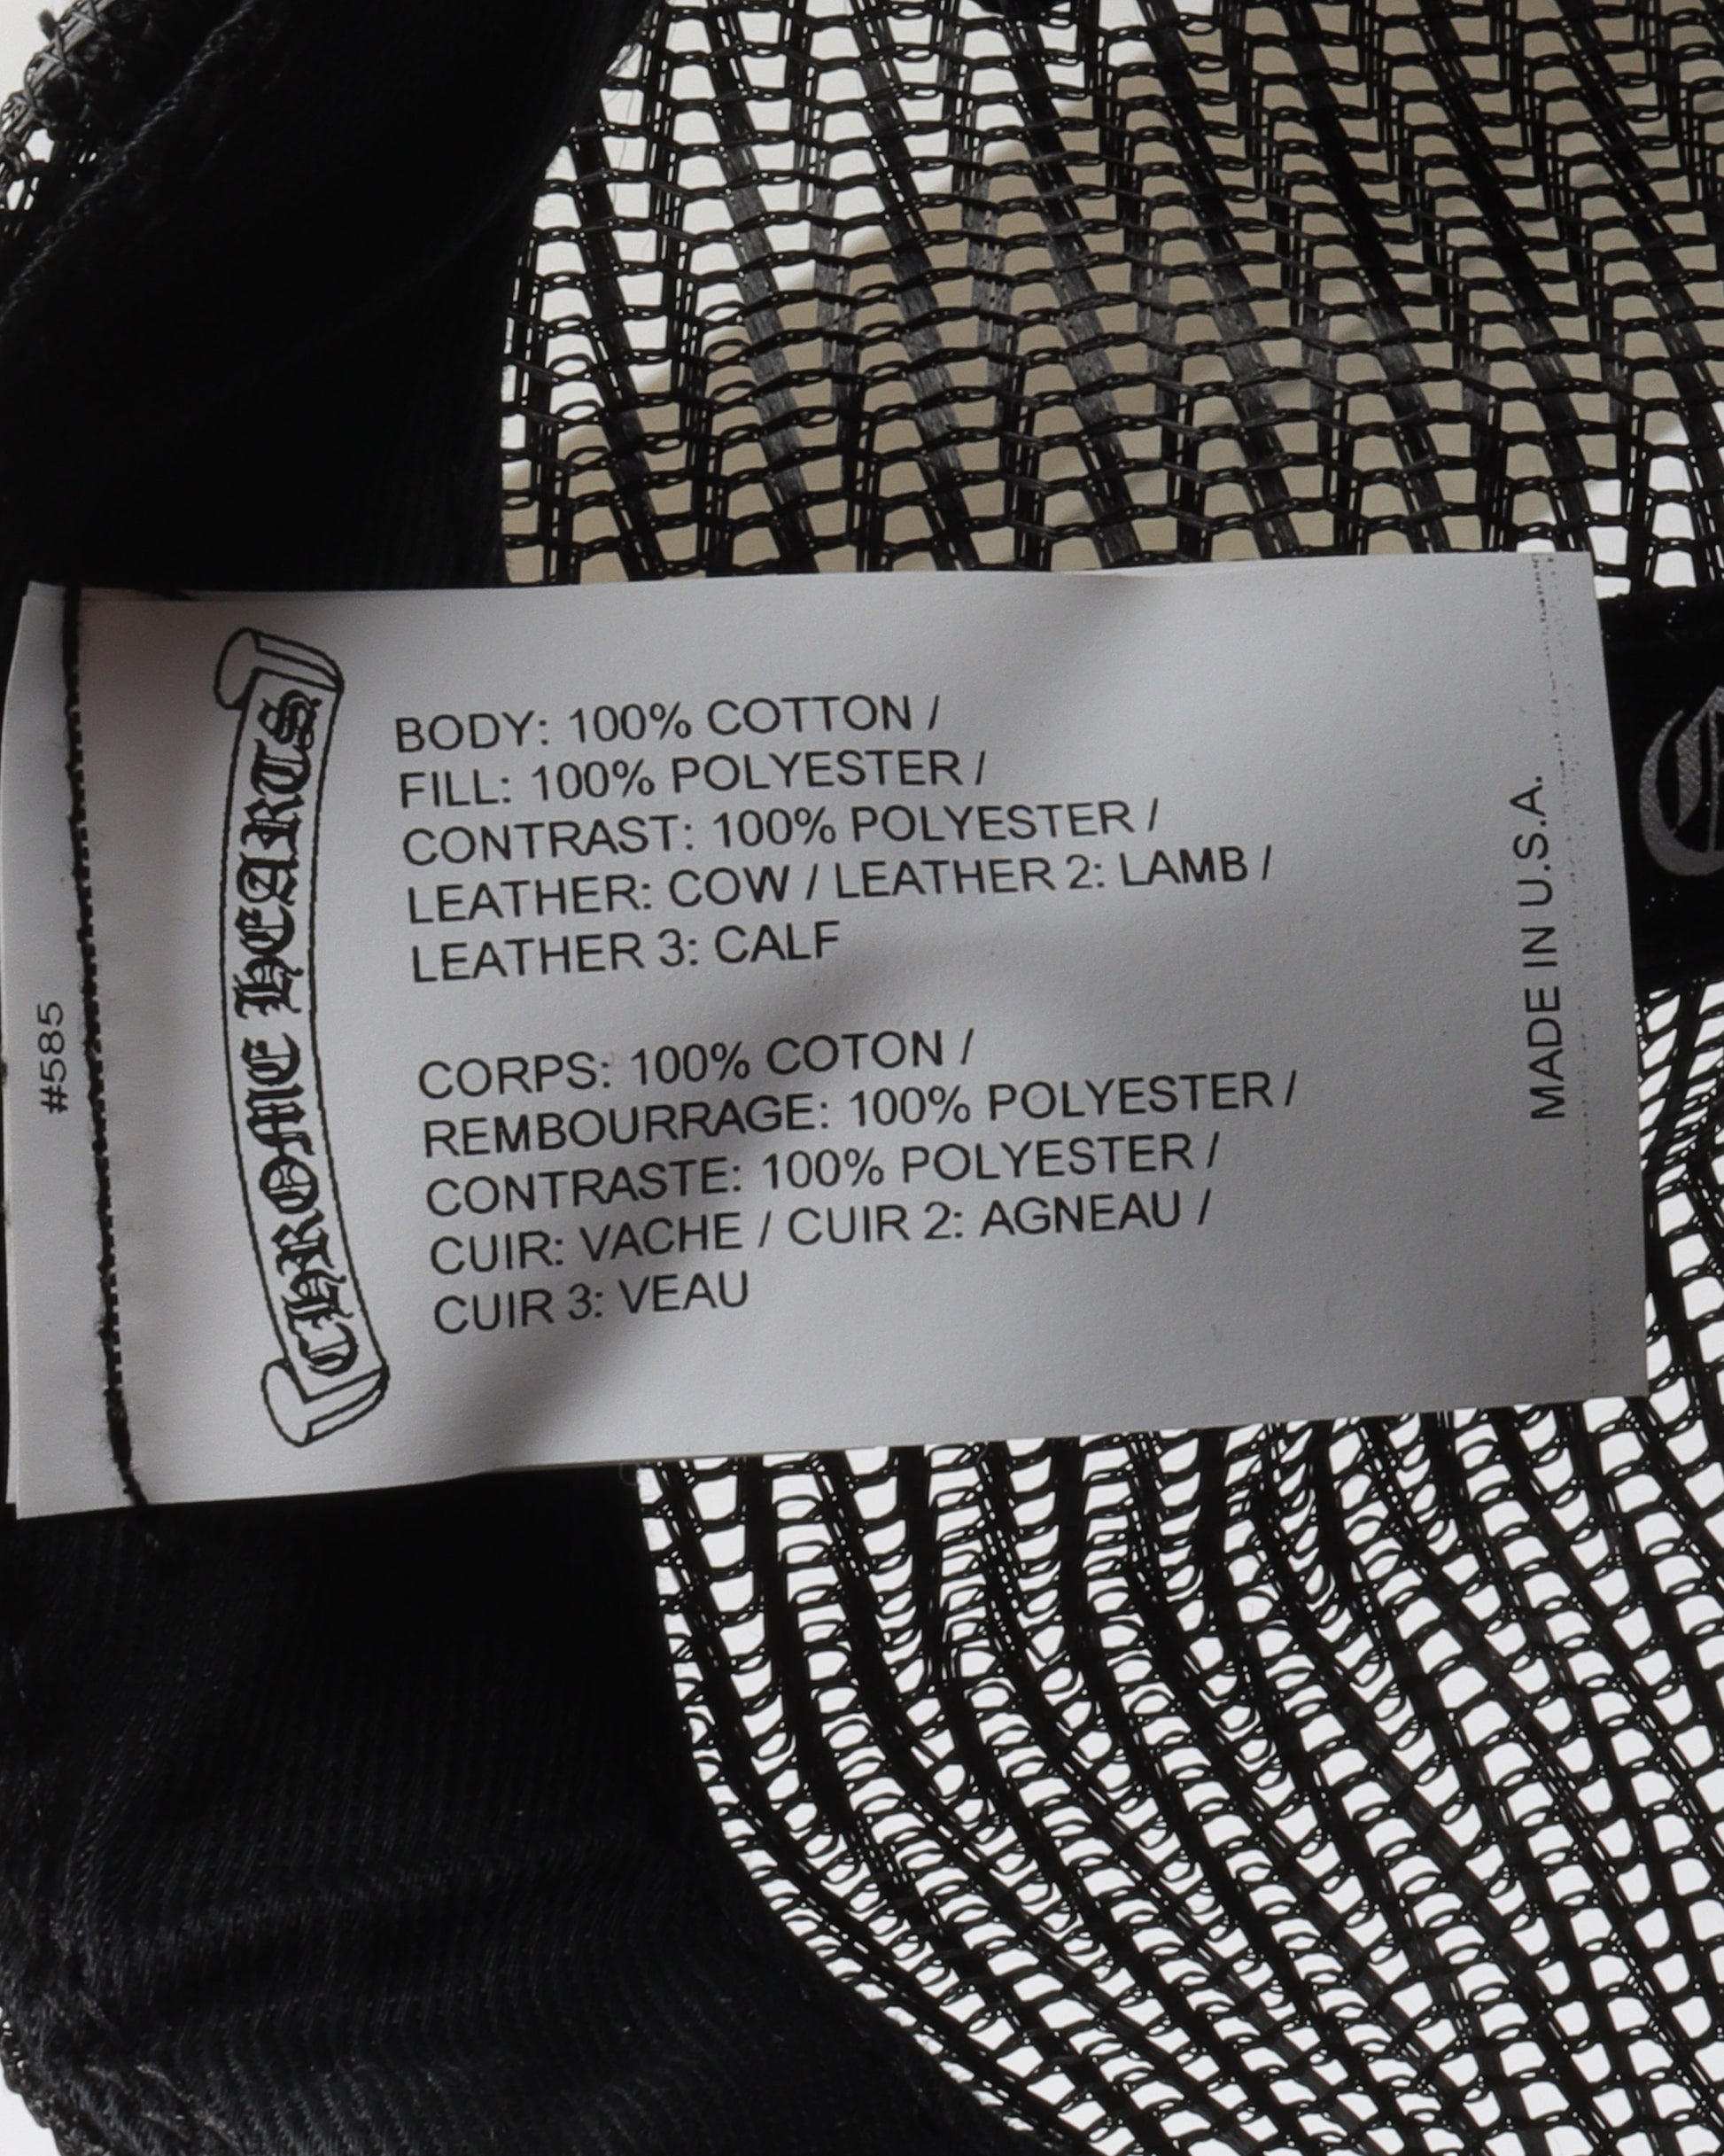 #585
CHROME HEARTS
BODY: 100% COTTON /
FILL: 100% POLYESTER /
CONTRAST: 100% POLYESTER /
LEATHER: COW / LEATHER 2: LAMB /
LEATHER 3: CALF
CORPS: 100% COTON /
REMBOURRAGE: 100% POLYESTER /
CONTRASTE: 100% POLYESTER /
CUIR: VACHE / CUIR 2: AGNEAU /
CUIR 3: VEAU
MADE IN U.S.A.